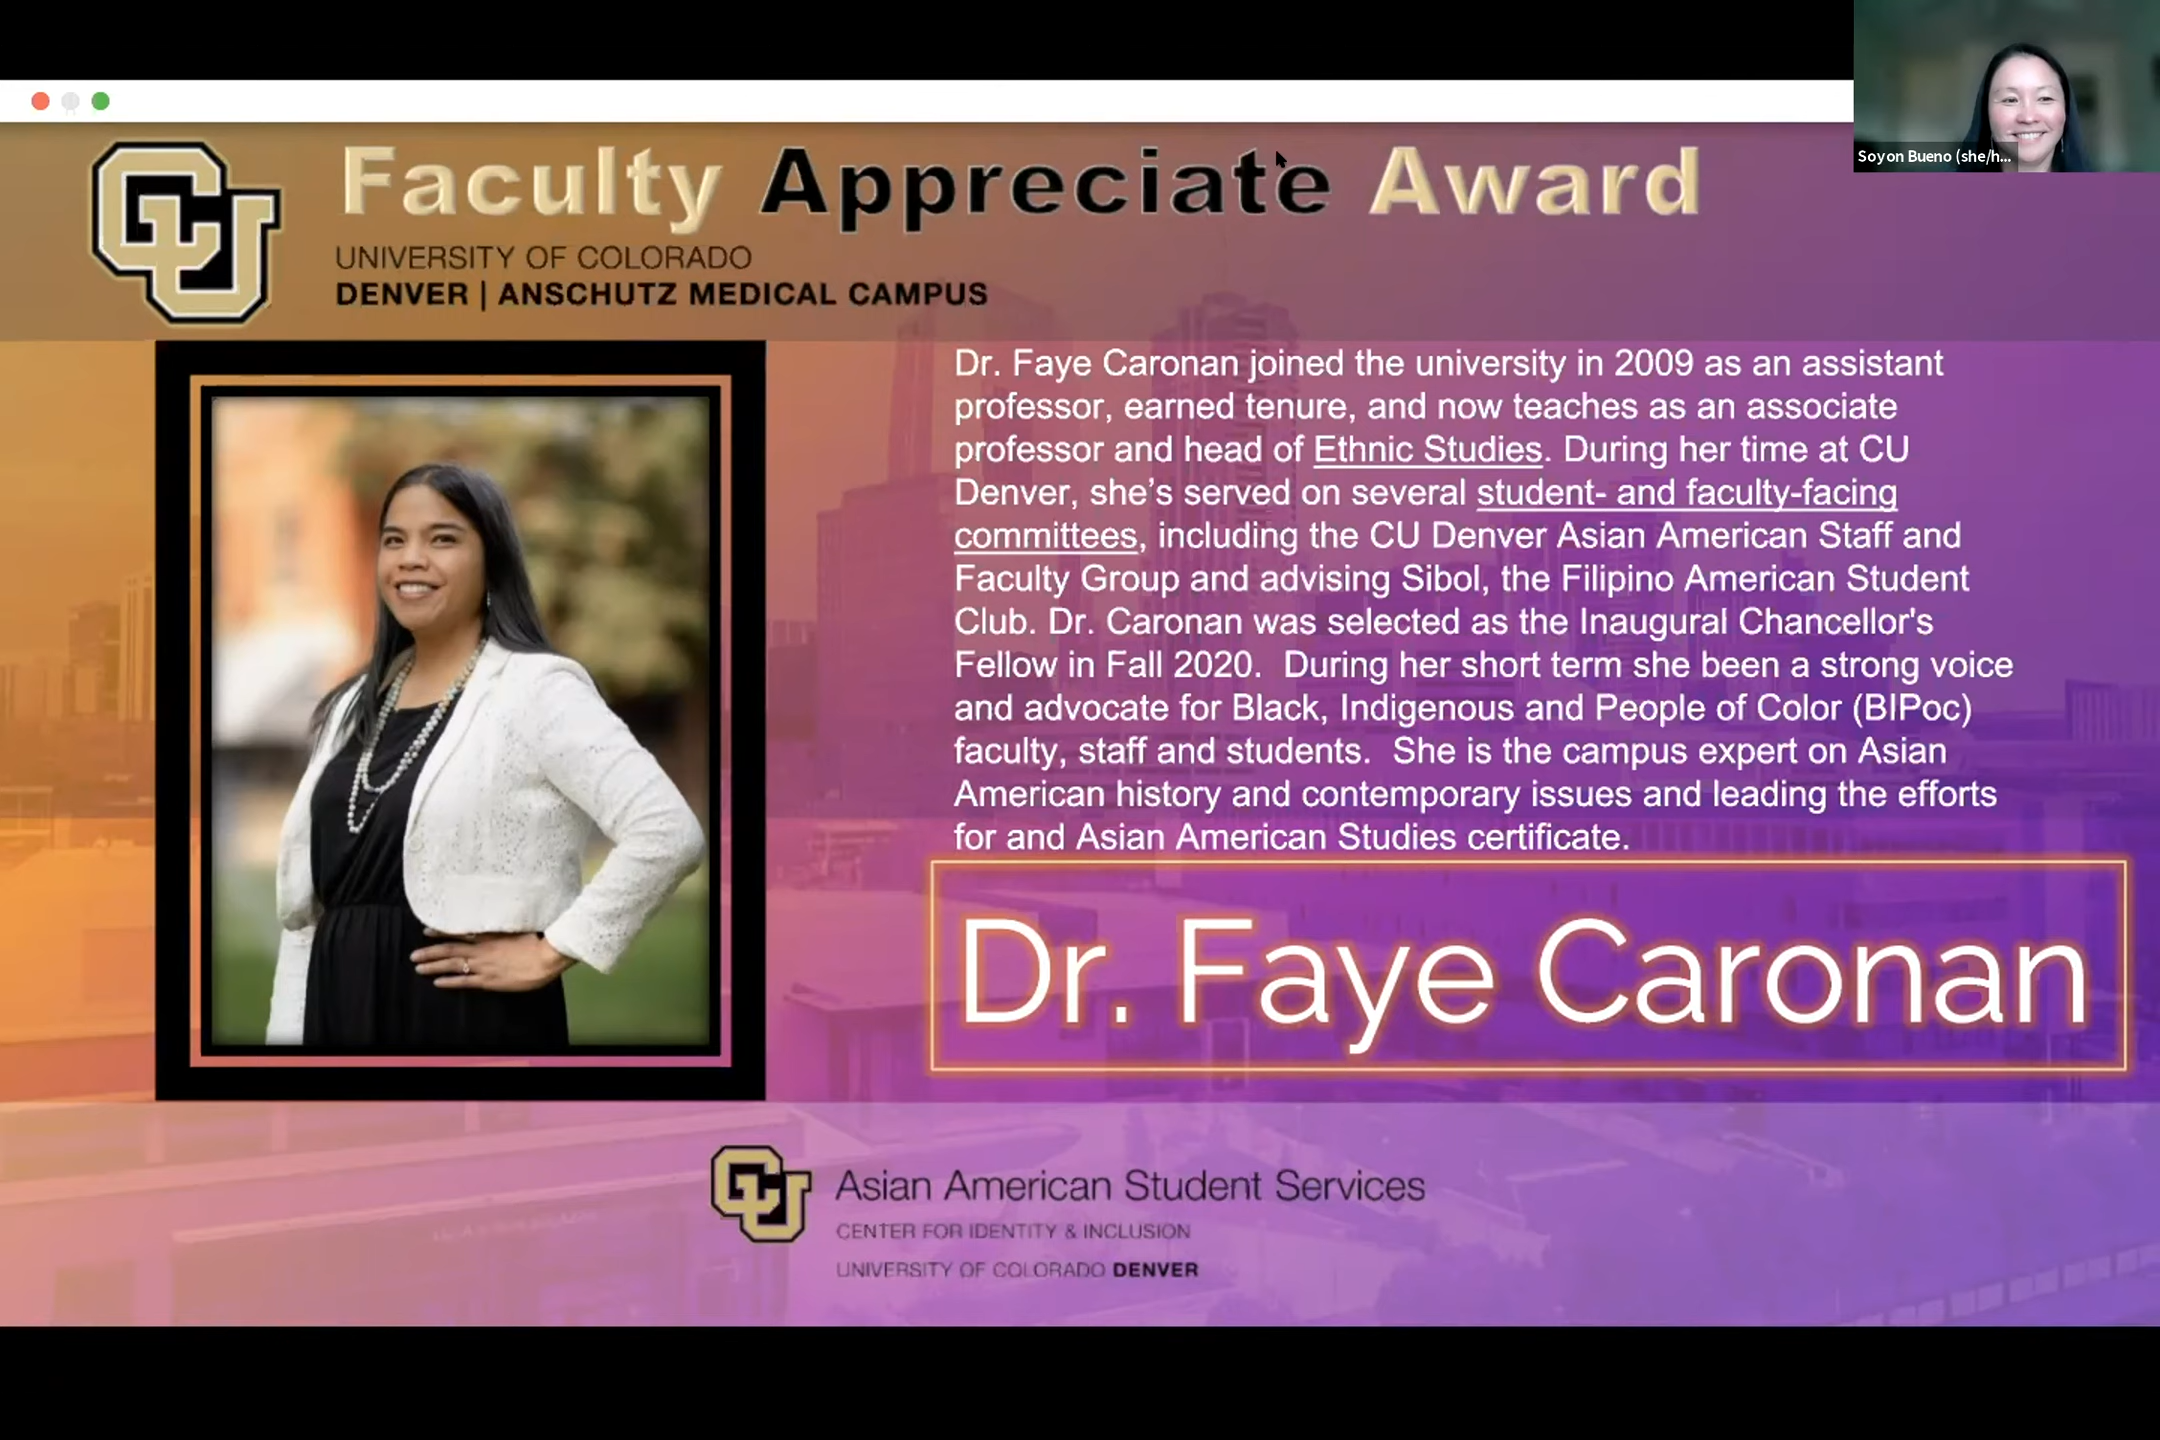 Soyon Bueno (she/h...
CU
Faculty Appreciate Award
UNIVERSITY OF COLORADO
DENVER | ANSCHUTZ MEDICAL CAMPUS
Dr. Faye Caronan joined the university in 2009 as an assistant
professor, earned tenure, and now teaches as an associate
professor and head of Ethnic Studies. During her time at CU
Denver, she’s served on several student- and faculty-facing
committees, including the CU Denver Asian American Staff and
Faculty Group and advising Sibol, the Filipino American Student
Club. Dr. Caronan was selected as the Inaugural Chancellor's
Fellow in Fall 2020.  During her short term she been a strong voice
and advocate for Black, Indigenous and People of Color (BIPoc)
faculty, staff and students.  She is the campus expert on Asian
American history and contemporary issues and leading the efforts
for and Asian American Studies certificate.
Dr. Faye Caronan
CU
Asian American Student Services
CENTER FOR IDENTITY & INCLUSION
UNIVERSITY OF COLORADO DENVER